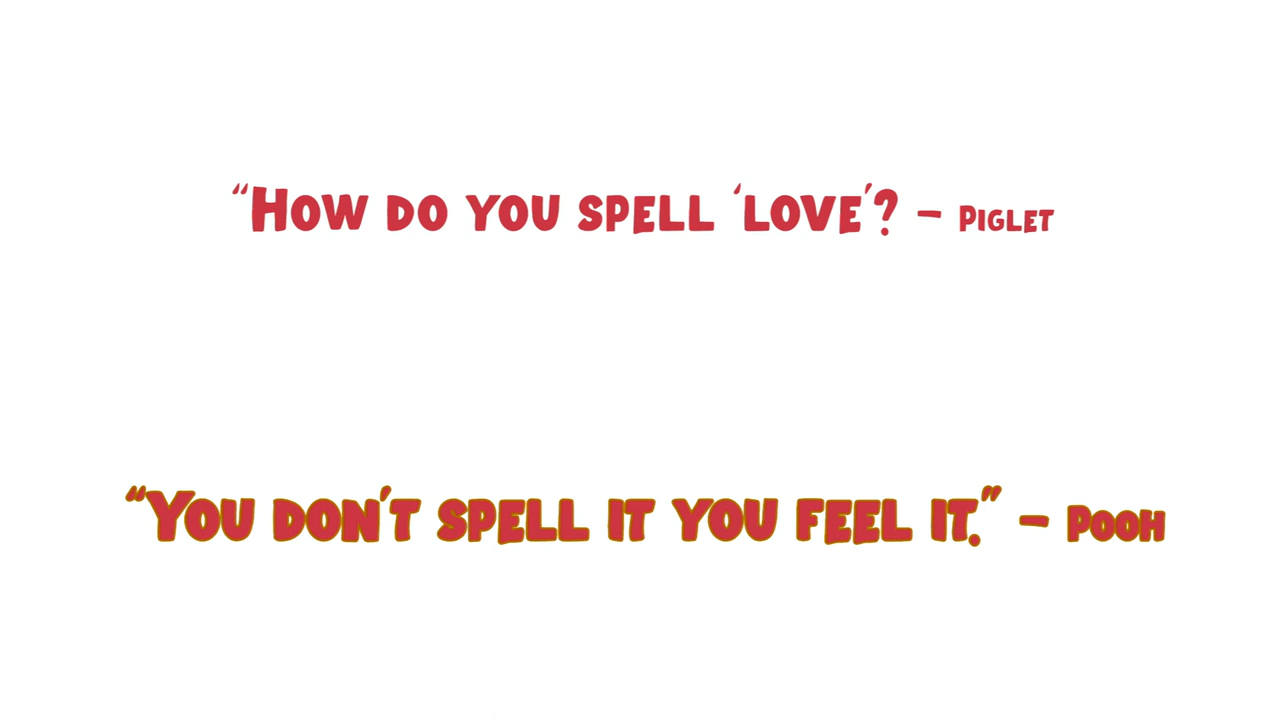 “How do you spell ‘love’? – Piglet
“You don’t spell it you feel it.” – Pooh